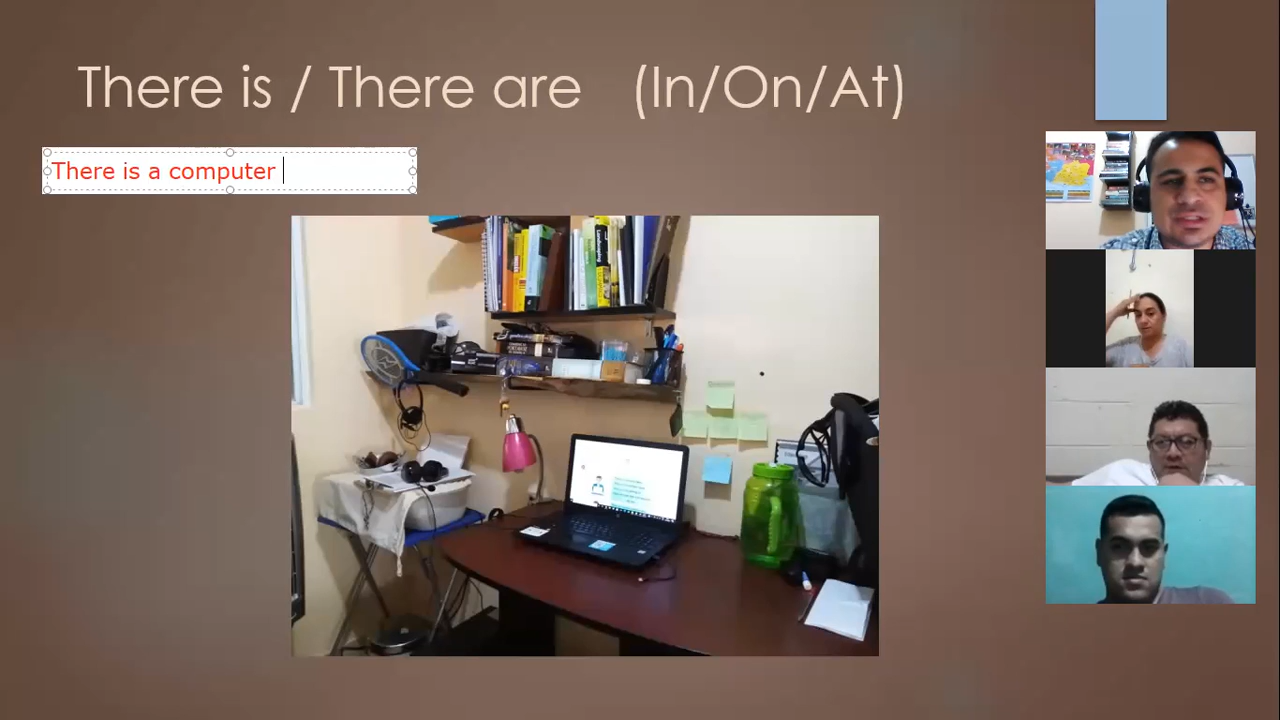 There is / There are (In/On/At)
There is a computer